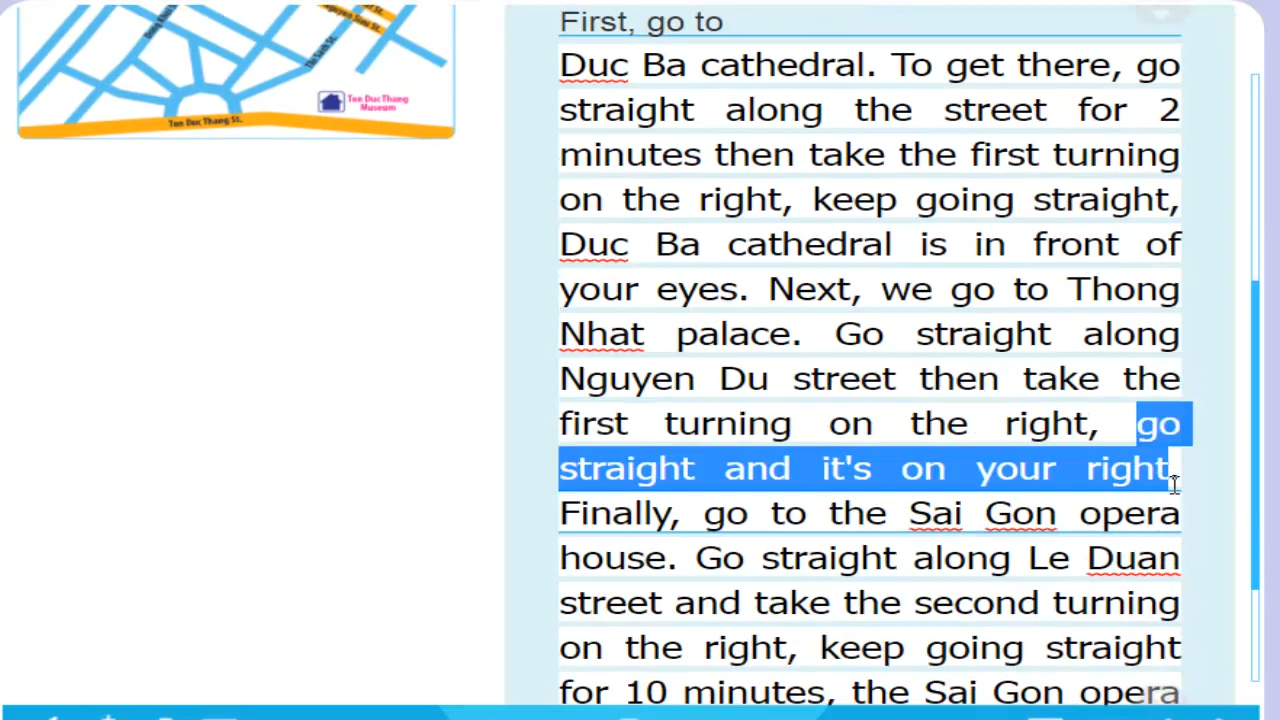 First, go to
Duc Ba cathedral. To get there, go
straight along the street for 2
minutes then take the first turning
on the right, keep going straight,
Duc Ba cathedral is in front of
your eyes. Next, we go to Thong
Nhat palace. Go straight along
Nguyen Du street then take the
first turning on the right, go
straight and it's on your right.
Finally, go to the Sai Gon opera
house. Go straight along Le Duan
street and take the second turning
on the right, keep going straight
for 10 minutes, the Sai Gon opera
Ton Duc Thang
Museum
Ton Duc Thang St.